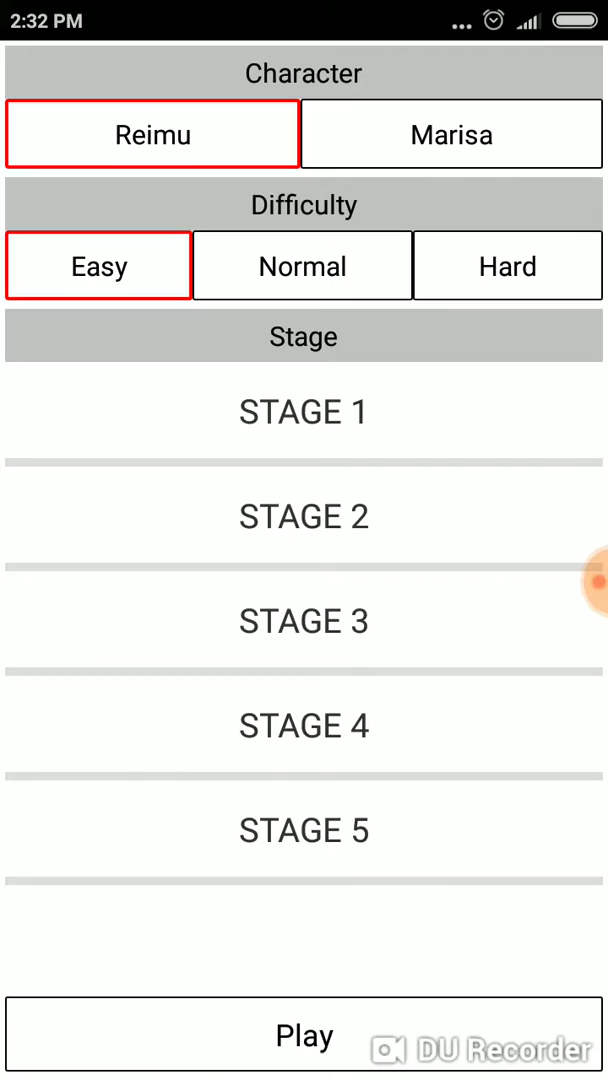 2:32 PM
Character
Reimu Marisa
Difficulty
Easy Normal Hard
Stage
STAGE 1
STAGE 2
STAGE 3
STAGE 4
STAGE 5
Play
DU Recorder